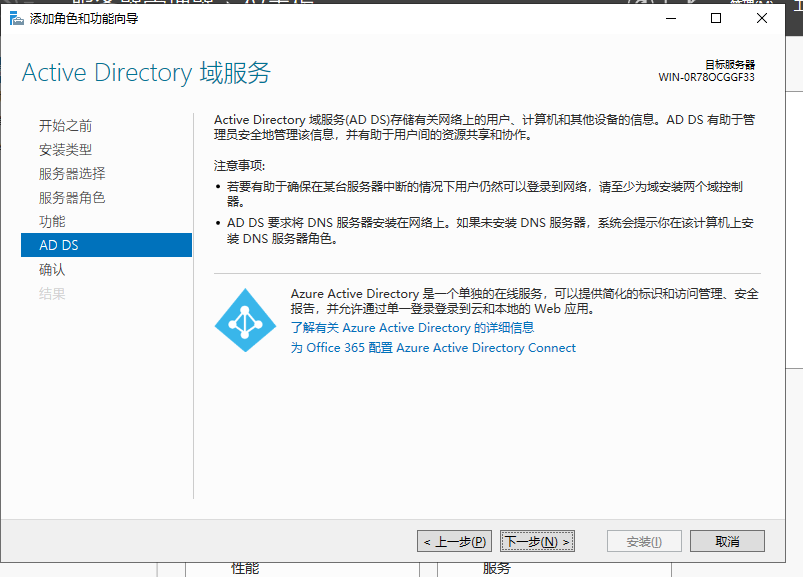 添加角色和功能向导
Active Directory 域服务
目标服务器
WIN-0R78OCGGF33
开始之前
安装类型
服务器选择
服务器角色
功能
AD DS
确认
结果
Active Directory 域服务(AD DS)存储有关网络上的用户、计算机和其他设备的信息。AD DS 有助于管
理员安全地管理该信息，并有助于用户间的资源共享和协作。
注意事项:
• 若要有助于确保在某台服务器中断的情况下用户仍然可以登录到网络，请至少为域安装两个域控制
器。
• AD DS 要求将 DNS 服务器安装在网络上。如果未安装 DNS 服务器，系统会提示你在该计算机上安
装 DNS 服务器角色。
Azure Active Directory 是一个单独的在线服务，可以提供简化的标识和访问管理、安全
报告，并允许通过单一登录登录到云和本地的 Web 应用。
了解有关 Azure Active Directory 的详细信息
为 Office 365 配置 Azure Active Directory Connect
< 上一步(P)
下一步(N) >
安装(I)
取消
性能
服务